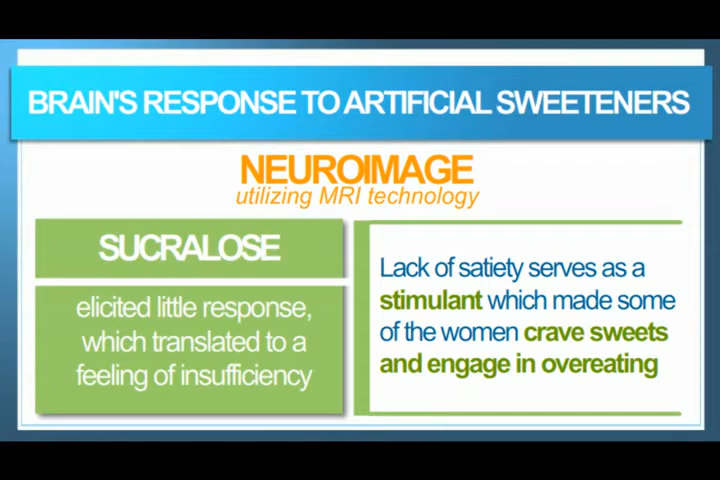 BRAIN'S RESPONSE TO ARTIFICIAL SWEETENERS
NEUROIMAGE
utilizing MRI technology
SUCRALOSE
elicited little response,
which translated to a
feeling of insufficiency
Lack of satiety serves as a
stimulant which made some
of the women crave sweets
and engage in overeating